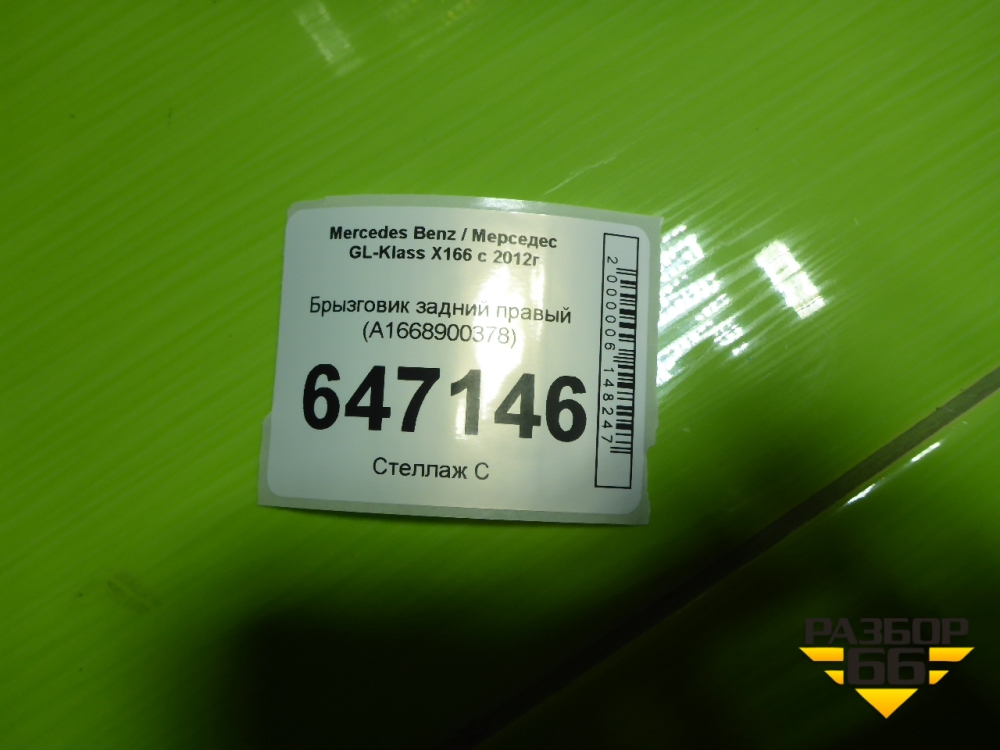 Mercedes Benz / Мерседес
GL-Klass X166 с 2012г
Брызговик задний правый
(A1668900378)
647146
Стеллаж С
2 000006 148247
РАЗБОР
66